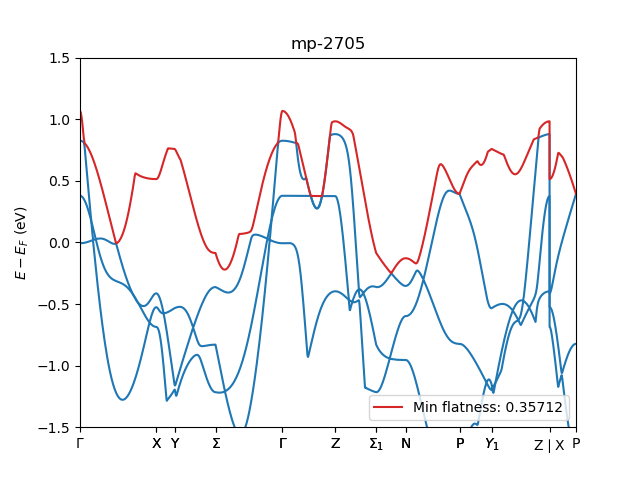 mp-2705
E − E_F (eV)
1.5
1.0
0.5
0.0
−0.5
−1.0
−1.5
Min flatness: 0.35712
Γ X Y Σ Γ Z Σ₁ N P Y₁ Z | X P